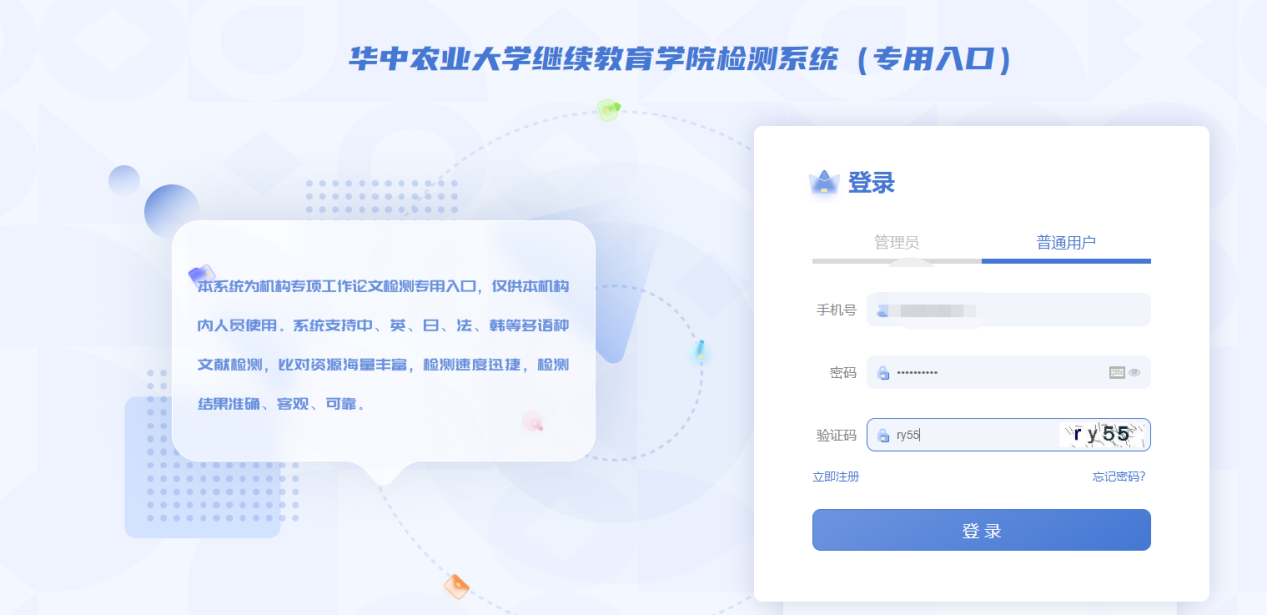 华中农业大学继续教育学院检测系统（专用入口）
本系统为机构专项工作论文检测专用入口，仅供本机构
内人员使用。系统支持中、英、日、法、韩等多语种
文献检测，比对资源海量丰富，检测速度迅捷，检测
结果准确、客观、可靠。
登录
管理员 普通用户
手机号
密码 ••••••••••
验证码 ry55 ry55
立即注册 忘记密码?
登 录